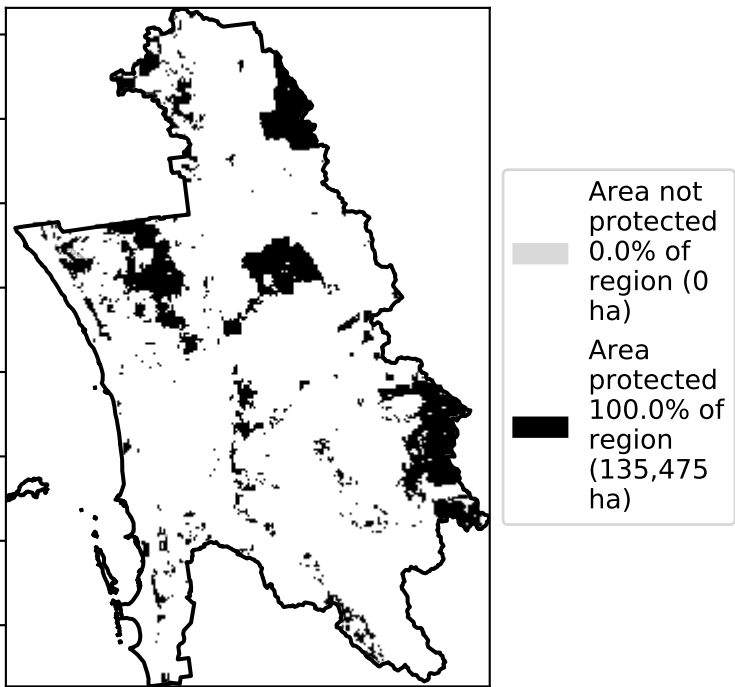 Area not
protected
0.0% of
region (0
ha)
Area
protected
100.0% of
region
(135,475
ha)